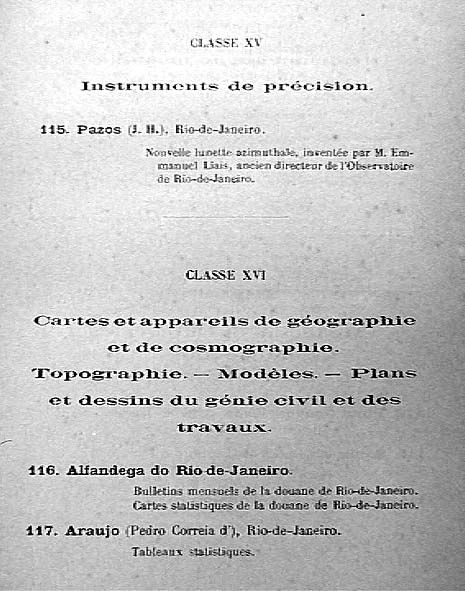 CLASSE XV
Instruments de précision.
115. Pazos (J. H.), Rio-de-Janeiro.
Nouvelle lunette azimuthale, inventée par M. Em-
manuel Liais, ancien directeur de l'Observatoire
de Rio-de-Janeiro.
CLASSE XVI
Cartes et appareils de géographie
et de cosmographie.
Topographie. — Modèles. — Plans
et dessins du génie civil et des
travaux.
116. Alfandega do Rio-de-Janeiro.
Bulletins mensuels de la douane de Rio-de-Janeiro.
Cartes statistiques de la douane de Rio-de-Janeiro.
117. Araujo (Pedro Correia d'), Rio-de-Janeiro.
Tableaux statistiques.